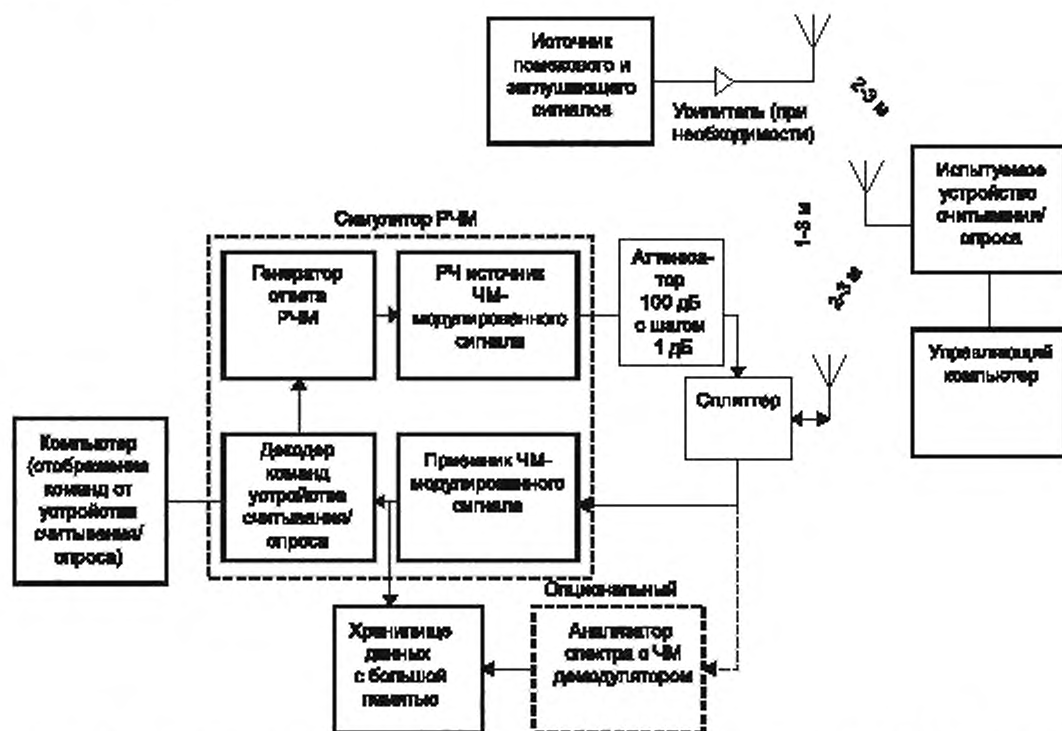 Источник
помехового и
заглушающего
сигналов
Усилитель (при
необходимости)
2-3 м
Испытуемое
устройство
считывания/
опроса
1-3 м
2-3 м
Управляющий
компьютер
Симулятор РЧМ
Генератор
ответа
РЧМ
РЧ источник
ЧМ-
модулированного
сигнала
Аттенюа-
тор
100 дБ
с шагом
1 дБ
Сплиттер
Компьютер
(отображение
команд от
устройства
считывания/
опроса)
Декодер
команд
устройства
считывания/
опроса
Приемник ЧМ-
модулированного
сигнала
Опциональный
Хранилище
данных
с большой
памятью
Анализатор
спектра с ЧМ
демодулятором